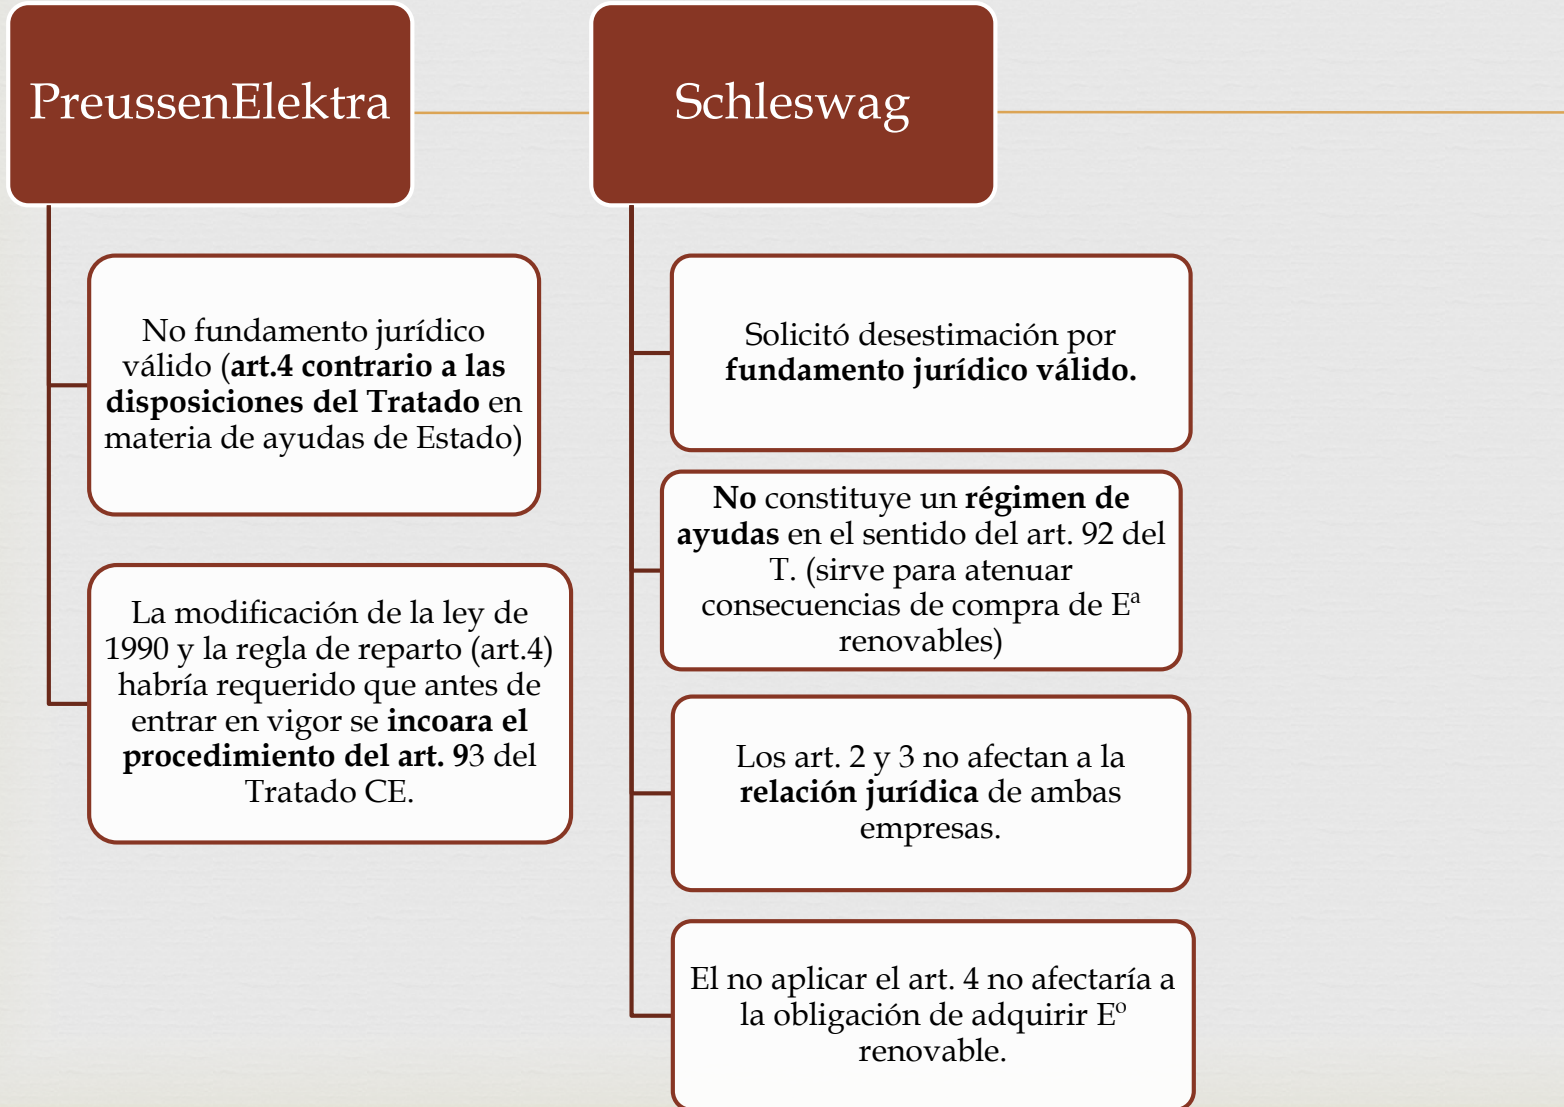 PreussenElektra
No fundamento jurídico
válido (art.4 contrario a las
disposiciones del Tratado en
materia de ayudas de Estado)
La modificación de la ley de
1990 y la regla de reparto (art.4)
habría requerido que antes de
entrar en vigor se incoara el
procedimiento del art. 93 del
Tratado CE.
Schleswag
Solicitó desestimación por
fundamento jurídico válido.
No constituye un régimen de
ayudas en el sentido del art. 92 del
T. (sirve para atenuar
consecuencias de compra de Eª
renovables)
Los art. 2 y 3 no afectan a la
relación jurídica de ambas
empresas.
El no aplicar el art. 4 no afectaría a
la obligación de adquirir Eº
renovable.